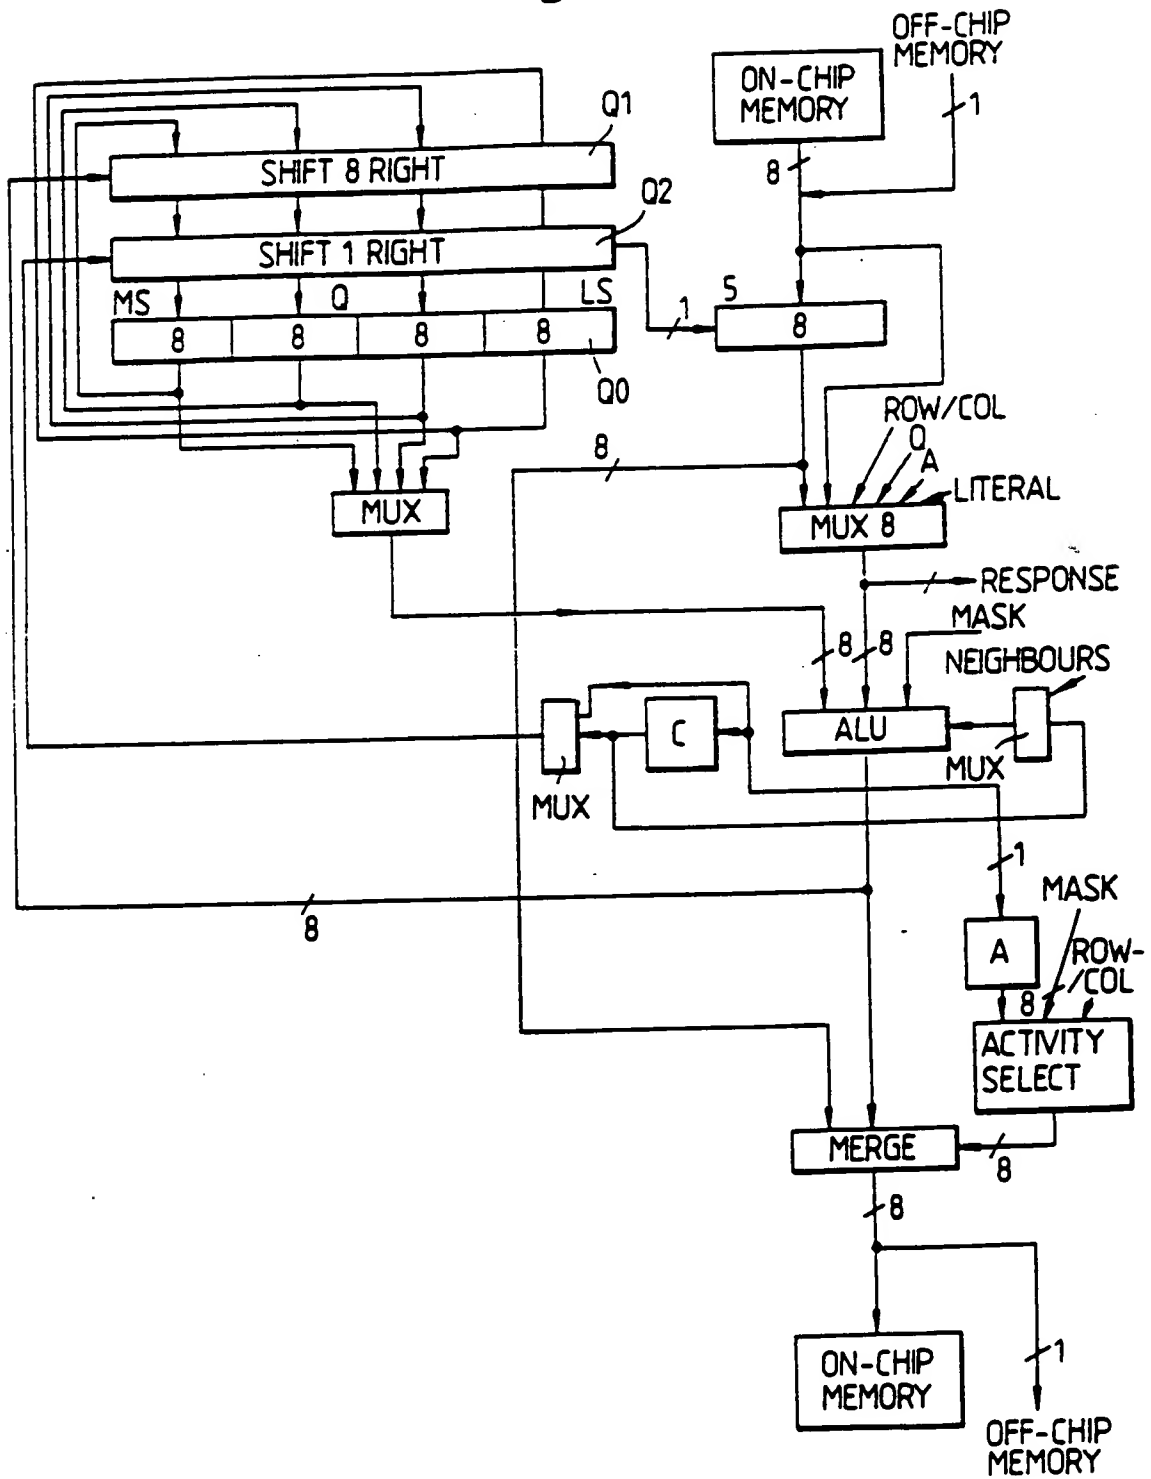 OFF-CHIP
MEMORY
ON-CHIP
MEMORY
1
8
Q1
SHIFT 8 RIGHT
Q2
SHIFT 1 RIGHT
MS
Q
LS
S
1
8
8
8
8
8
Q0
ROW/COL
Q
A
LITERAL
8
MUX
MUX 8
RESPONSE
MASK
8
8
NEIGHBOURS
C
ALU
MUX
MUX
1
8
MASK
A
ROW-
/COL
8
ACTIVITY
SELECT
MERGE
8
8
ON-CHIP
MEMORY
1
OFF-CHIP
MEMORY